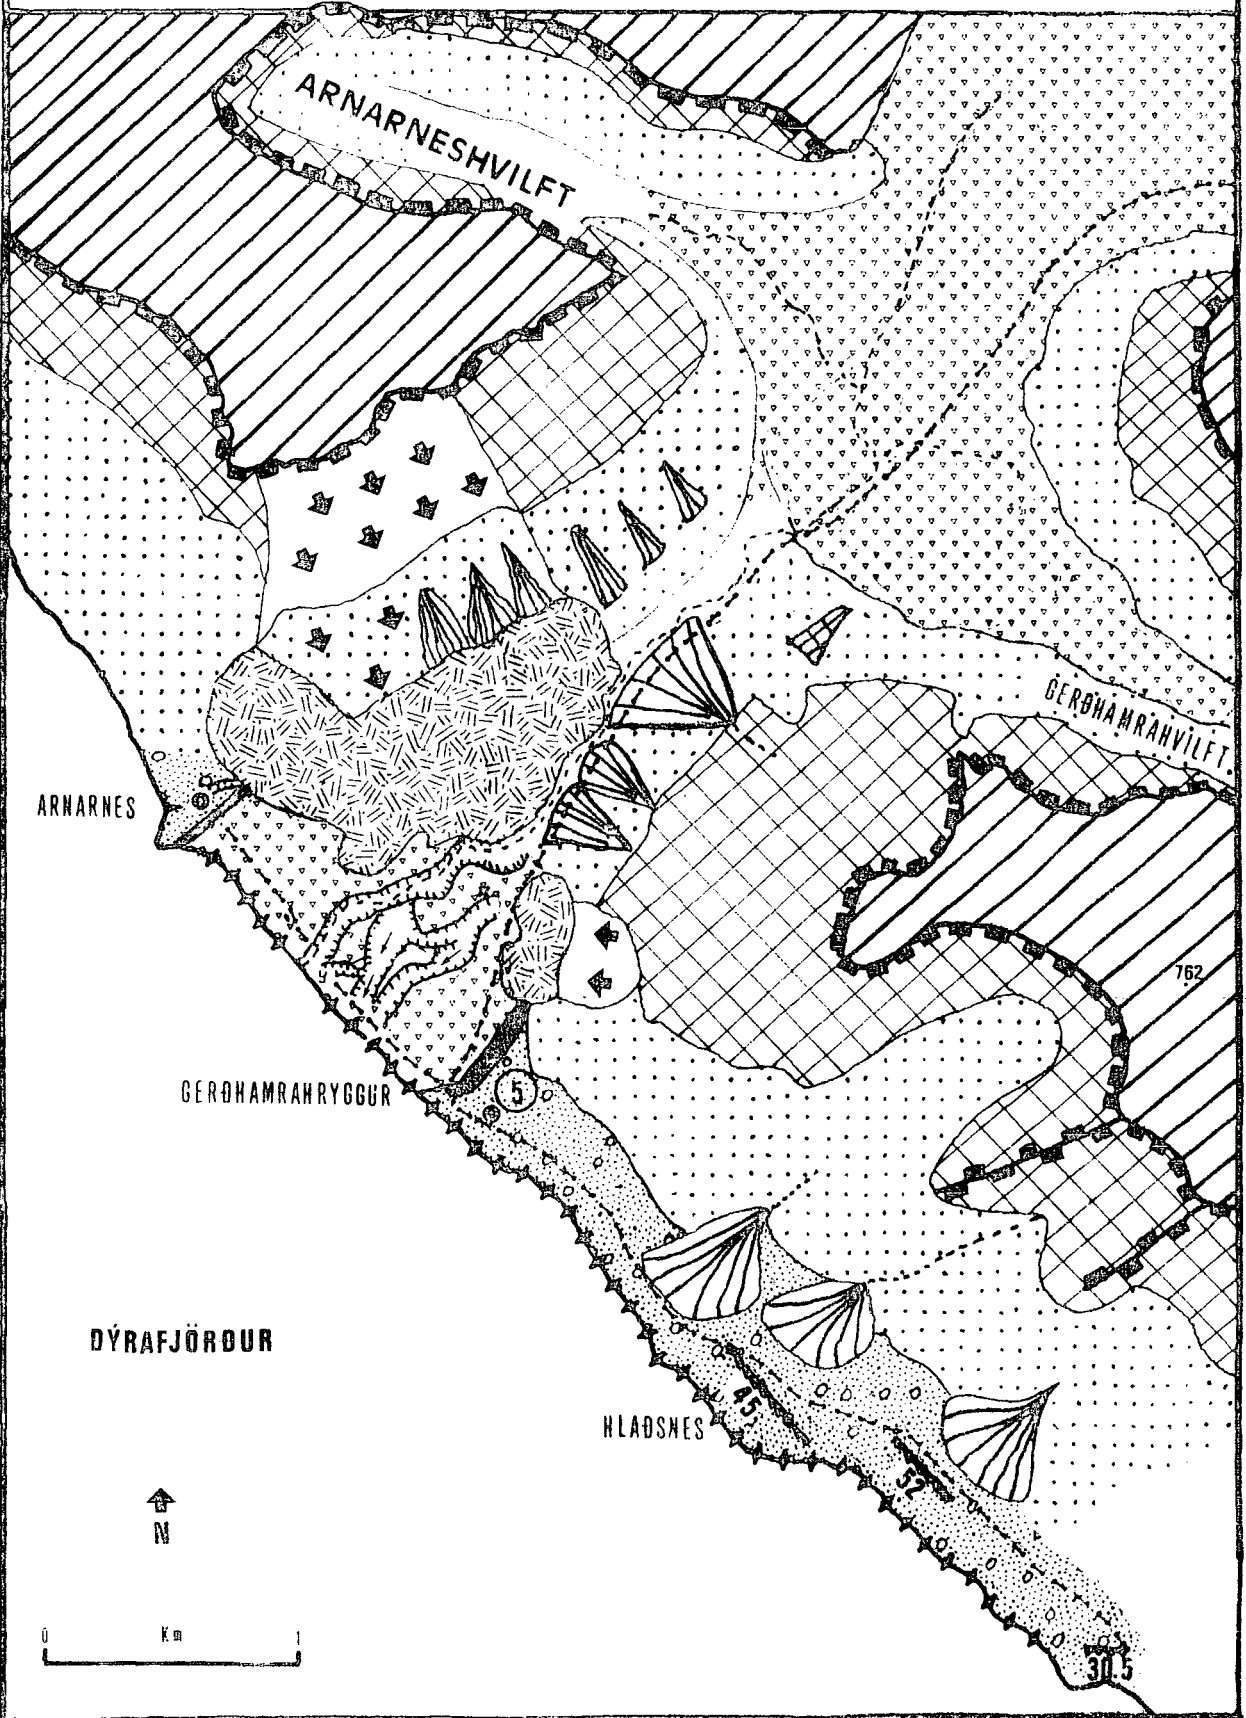 ARNARNESHVILFT
GERÐHAMRAHVILFT
ARNARNES
762
GERÐHAMRAHRYGGUR
5
DÝRAFJÖRÐUR
45
HLAÐSNES
52
N
0 Km 1
30.5